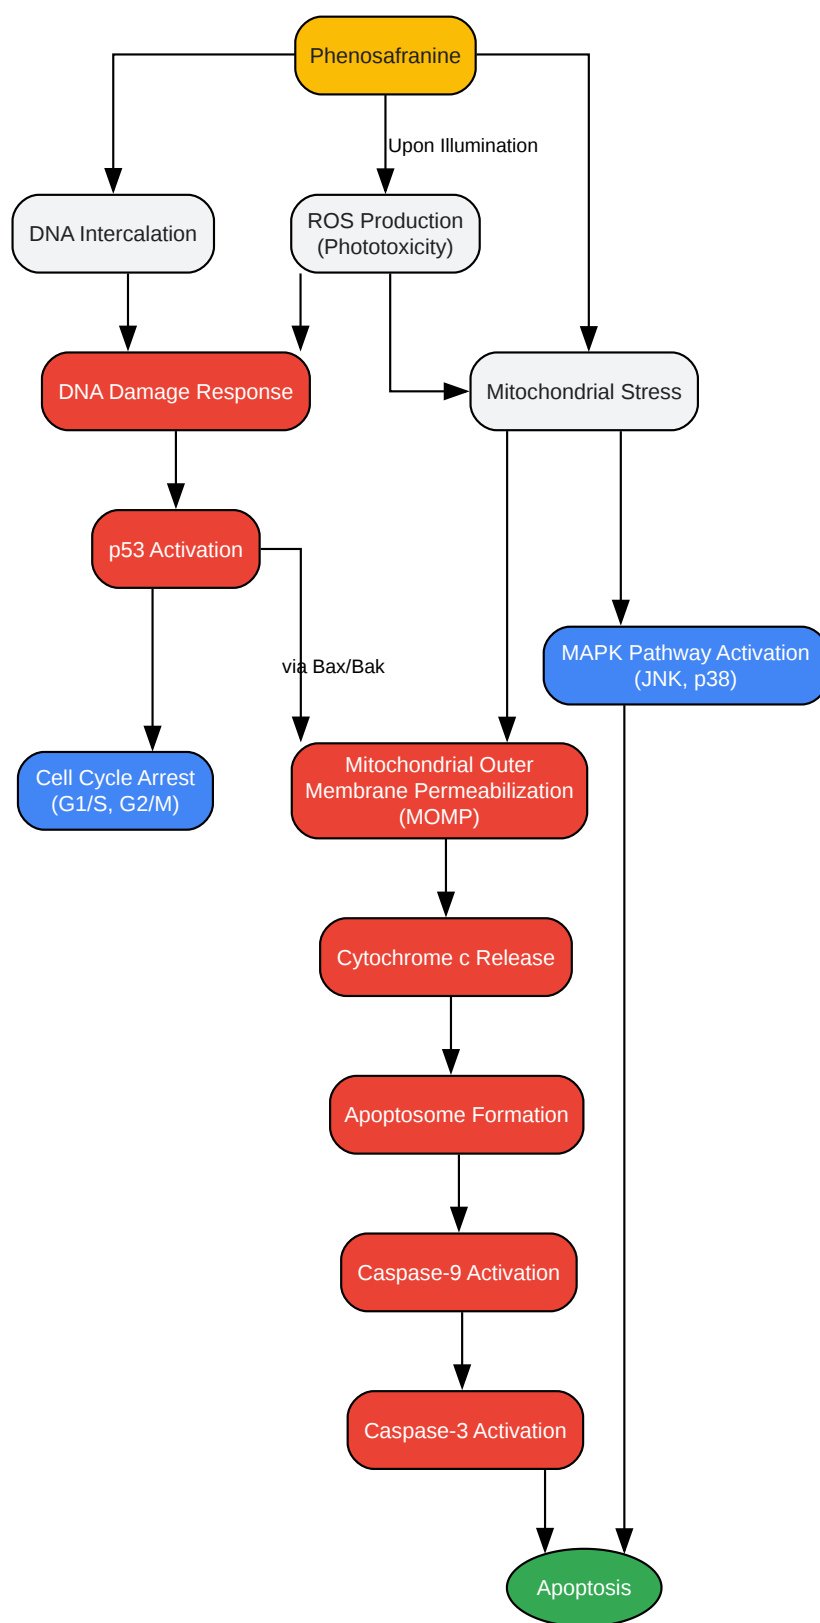 Phenosafranine
Upon Illumination
DNA Intercalation
ROS Production
(Phototoxicity)
DNA Damage Response
Mitochondrial Stress
p53 Activation
via Bax/Bak
MAPK Pathway Activation
(JNK, p38)
Cell Cycle Arrest
(G1/S, G2/M)
Mitochondrial Outer
Membrane Permeabilization
(MOMP)
Cytochrome c Release
Apoptosome Formation
Caspase-9 Activation
Caspase-3 Activation
Apoptosis